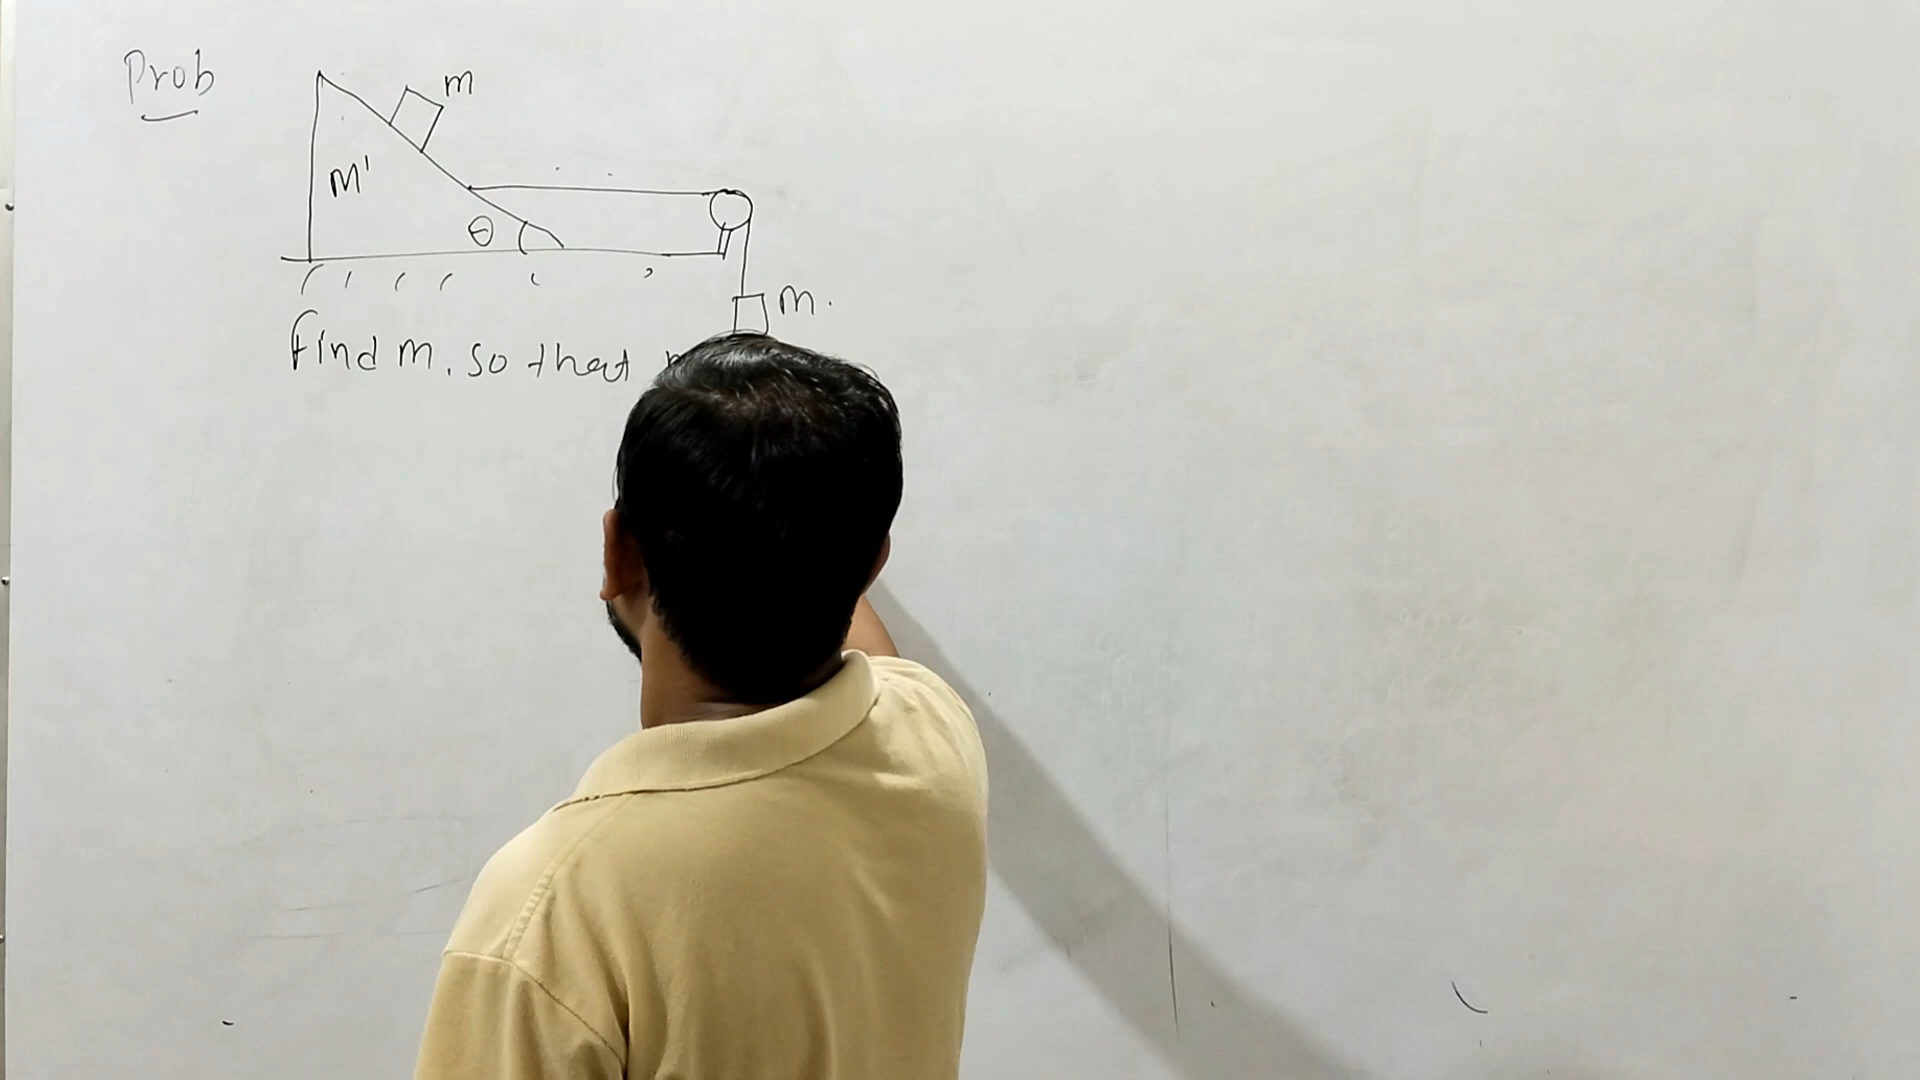 Prob
m
M'
θ
m.
Find m. so that